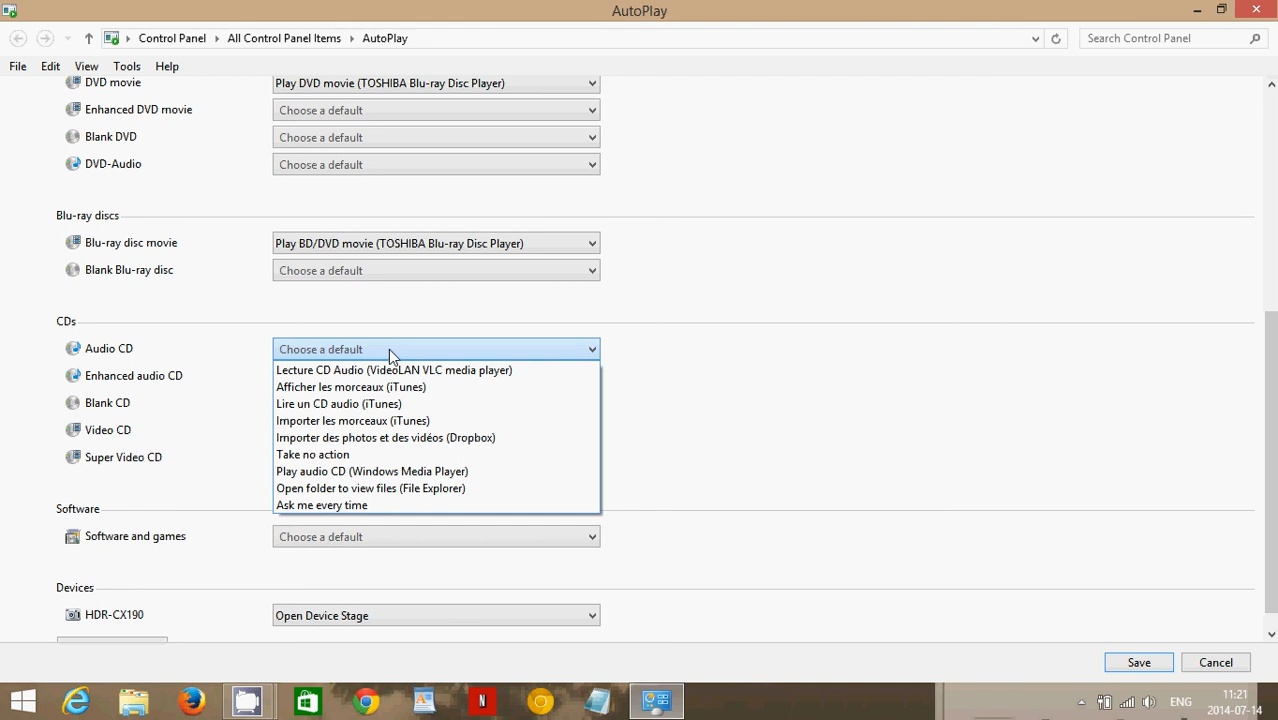 AutoPlay
Control Panel All Control Panel Items AutoPlay
Search Control Panel
File Edit View Tools Help
DVD movie Play DVD movie (TOSHIBA Blu-ray Disc Player)
Enhanced DVD movie Choose a default
Blank DVD Choose a default
DVD-Audio Choose a default
Blu-ray discs
Blu-ray disc movie Play BD/DVD movie (TOSHIBA Blu-ray Disc Player)
Blank Blu-ray disc Choose a default
CDs
Audio CD Choose a default
Lecture CD Audio (VideoLAN VLC media player)
Enhanced audio CD
Afficher les morceaux (iTunes)
Blank CD
Lire un CD audio (iTunes)
Importer les morceaux (iTunes)
Video CD
Importer des photos et des vidéos (Dropbox)
Super Video CD
Take no action
Play audio CD (Windows Media Player)
Open folder to view files (File Explorer)
Ask me every time
Software
Software and games Choose a default
Devices
HDR-CX190 Open Device Stage
Save Cancel
N
ENG
11:21
2014-07-14